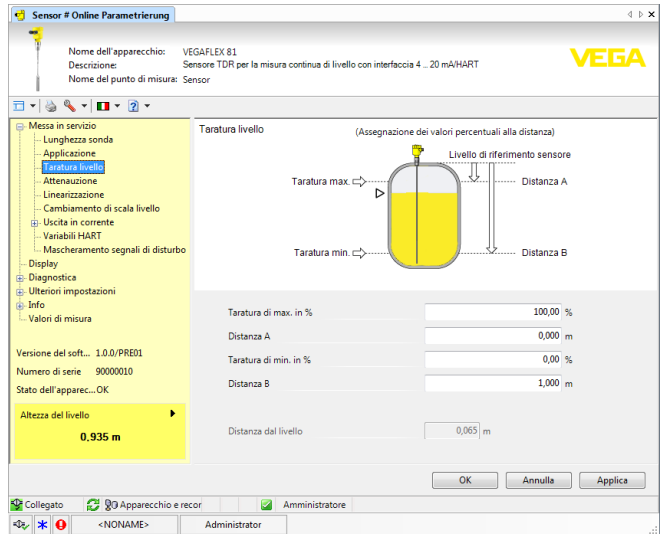 Sensor # Online Parametrierung
Nome dell'apparecchio: VEGAFLEX 81
Descrizione: Sensore TDR per la misura continua di livello con interfaccia 4 .. 20 mA/HART
Nome del punto di misura: Sensor
VEGA
Messa in servizio
Lunghezza sonda
Applicazione
Taratura livello
Attenuazione
Linearizzazione
Cambiamento di scala livello
Uscita in corrente
Variabili HART
Mascheramento segnali di disturbo
Display
Diagnostica
Ulteriori impostazioni
Info
Valori di misura
Versione del soft... 1.0.0/PRE01
Numero di serie 90000010
Stato dell'apparec...OK
Altezza del livello
0,935 m
Taratura livello
(Assegnazione dei valori percentuali alla distanza)
Livello di riferimento sensore
Taratura max.
Distanza A
Taratura min.
Distanza B
Taratura di max. in % 100,00 %
Distanza A 0,000 m
Taratura di min. in % 0,00 %
Distanza B 1,000 m
Distanza dal livello 0,065 m
OK Annulla Applica
Collegato Apparecchio e recor Amministratore
<NONAME> Administrator